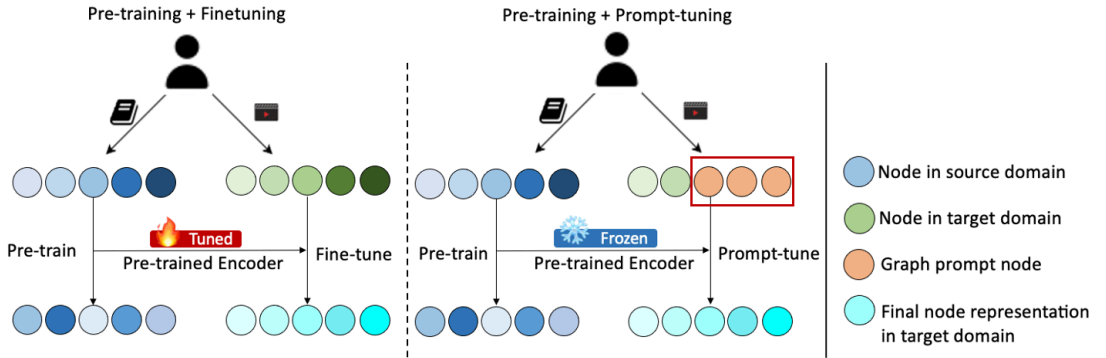 Pre-training + Finetuning
Pre-train
Tuned
Pre-trained Encoder
Fine-tune
Pre-training + Prompt-tuning
Pre-train
Frozen
Pre-trained Encoder
Prompt-tune
Node in source domain
Node in target domain
Graph prompt node
Final node representation
in target domain